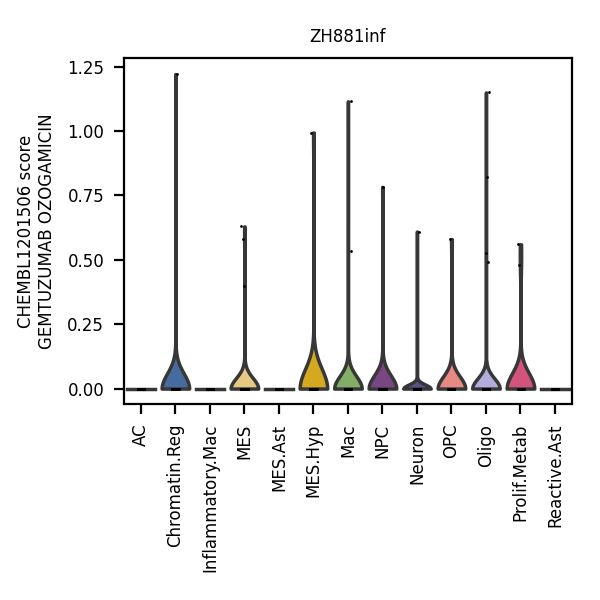 ZH881inf
CHEMBL1201506 score
GEMTUZUMAB OZOGAMICIN
1.25
1.00
0.75
0.50
0.25
0.00
AC
Chromatin.Reg
Inflammatory.Mac
MES
MES.Ast
MES.Hyp
Mac
NPC
Neuron
OPC
Oligo
Prolif.Metab
Reactive.Ast